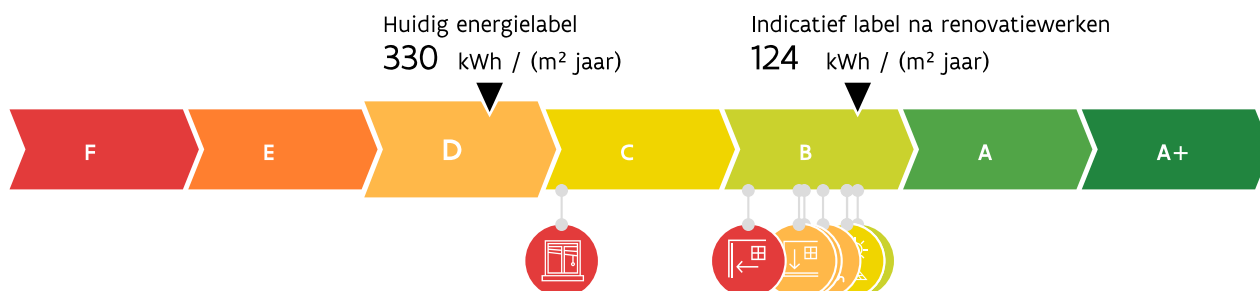 Huidig energielabel
330 kWh / (m² jaar)
Indicatief label na renovatiewerken
124 kWh / (m² jaar)
F E D C B A A+